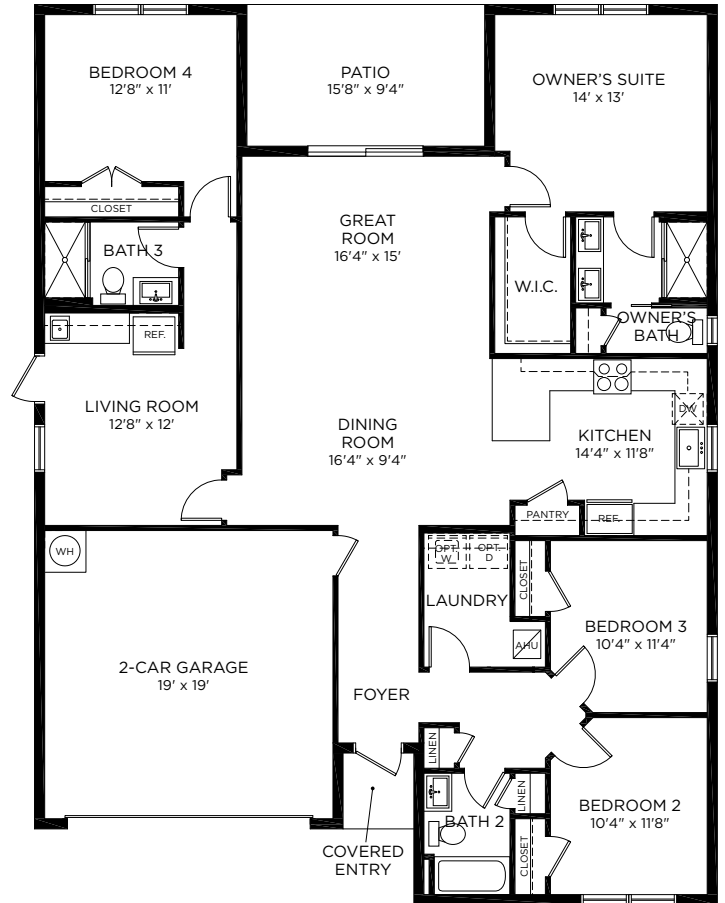 BEDROOM 4
12'8" x 11'
PATIO
15'8" x 9'4"
OWNER'S SUITE
14' x 13'
CLOSET
BATH 3
GREAT
ROOM
16'4" x 15'
W.I.C.
OWNER'S
BATH
REF.
LIVING ROOM
12'8" x 12'
DINING
ROOM
16'4" x 9'4"
DW
KITCHEN
14'4" x 11'8"
PANTRY
REF.
WH
OPT.
W
OPT.
D
CLOSET
LAUNDRY
AHU
BEDROOM 3
10'4" x 11'4"
2-CAR GARAGE
19' x 19'
FOYER
LINEN
LINEN
BATH 2
BEDROOM 2
10'4" x 11'8"
CLOSET
COVERED
ENTRY